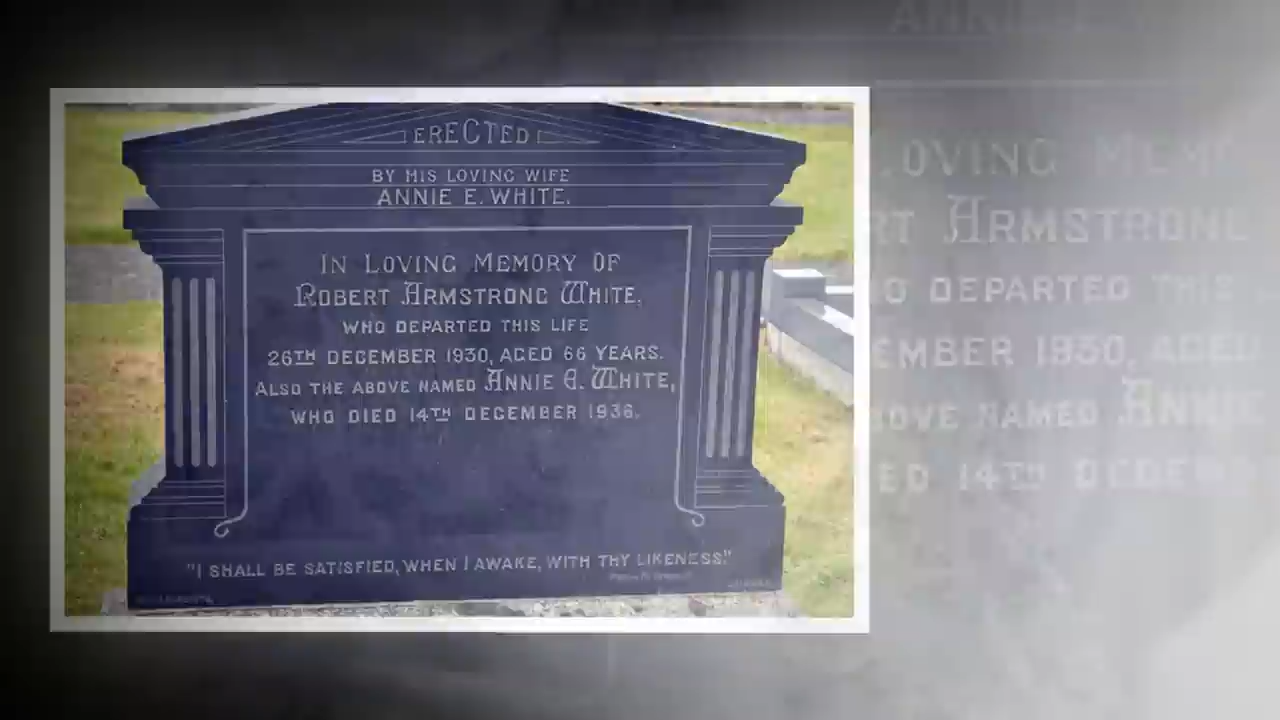 ERECTED
BY HIS LOVING WIFE
ANNIE E. WHITE.
IN LOVING MEMORY OF
ROBERT ARMSTRONG WHITE,
WHO DEPARTED THIS LIFE
26TH DECEMBER 1930, AGED 66 YEARS.
ALSO THE ABOVE NAMED ANNIE E. WHITE,
WHO DIED 14TH DECEMBER 1936.
"I SHALL BE SATISFIED, WHEN I AWAKE, WITH THY LIKENESS."